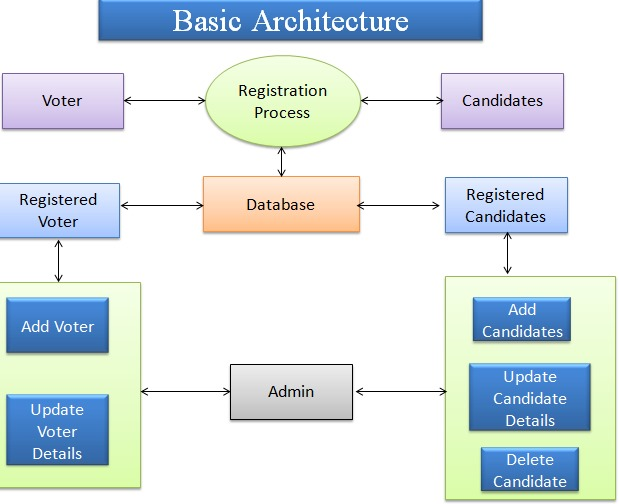 Basic Architecture
Voter
Registration
Process
Candidates
Registered
Voter
Database
Registered
Candidates
Add Voter
Update
Voter
Details
Admin
Add
Candidates
Update
Candidate
Details
Delete
Candidate